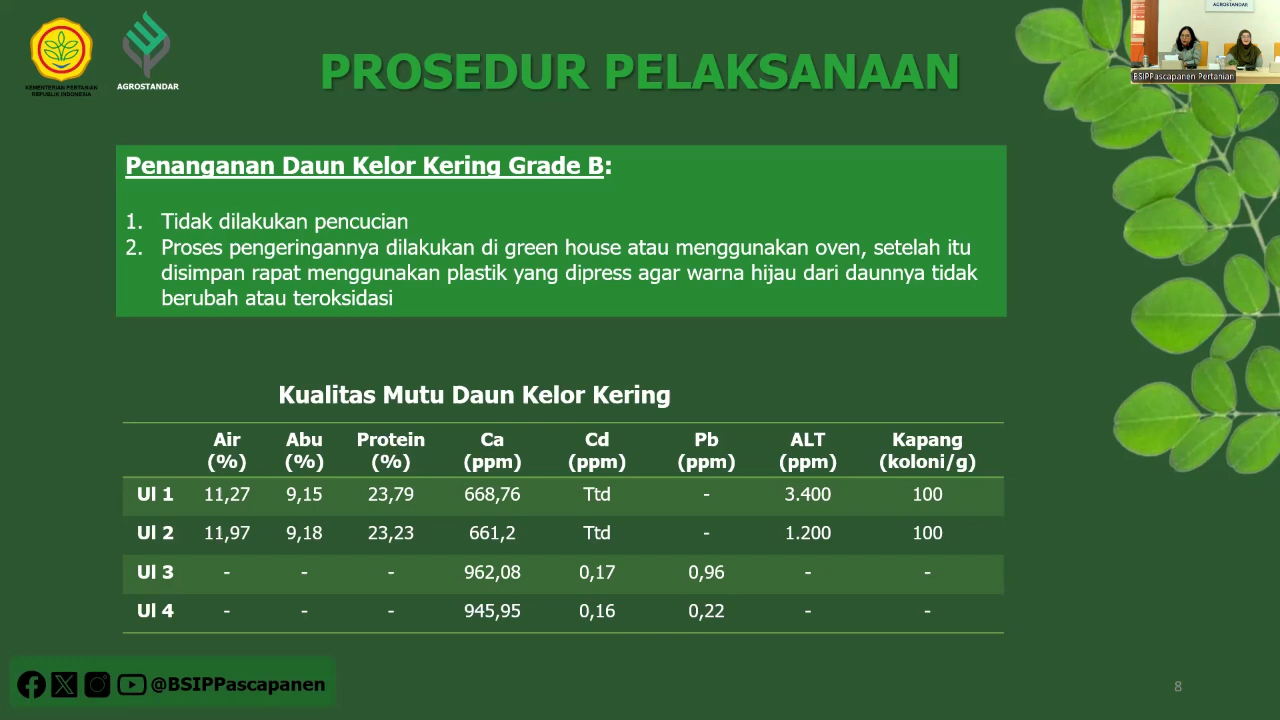 AGROSTANDAR
BSIPPascapanen Pertanian
KEMENTERIAN PERTANIAN
REPUBLIK INDONESIA
AGROSTANDAR
PROSEDUR PELAKSANAAN
Penanganan Daun Kelor Kering Grade B:
1. Tidak dilakukan pencucian
2. Proses pengeringannya dilakukan di green house atau menggunakan oven, setelah itu
disimpan rapat menggunakan plastik yang dipress agar warna hijau dari daunnya tidak
berubah atau teroksidasi
Kualitas Mutu Daun Kelor Kering
Air Abu Protein Ca Cd Pb ALT Kapang
(%) (%) (%) (ppm) (ppm) (ppm) (ppm) (koloni/g)
Ul 1 11,27 9,15 23,79 668,76 Ttd - 3.400 100
Ul 2 11,97 9,18 23,23 661,2 Ttd - 1.200 100
Ul 3 - - - 962,08 0,17 0,96 - -
Ul 4 - - - 945,95 0,16 0,22 - -
@BSIPPascapanen
8